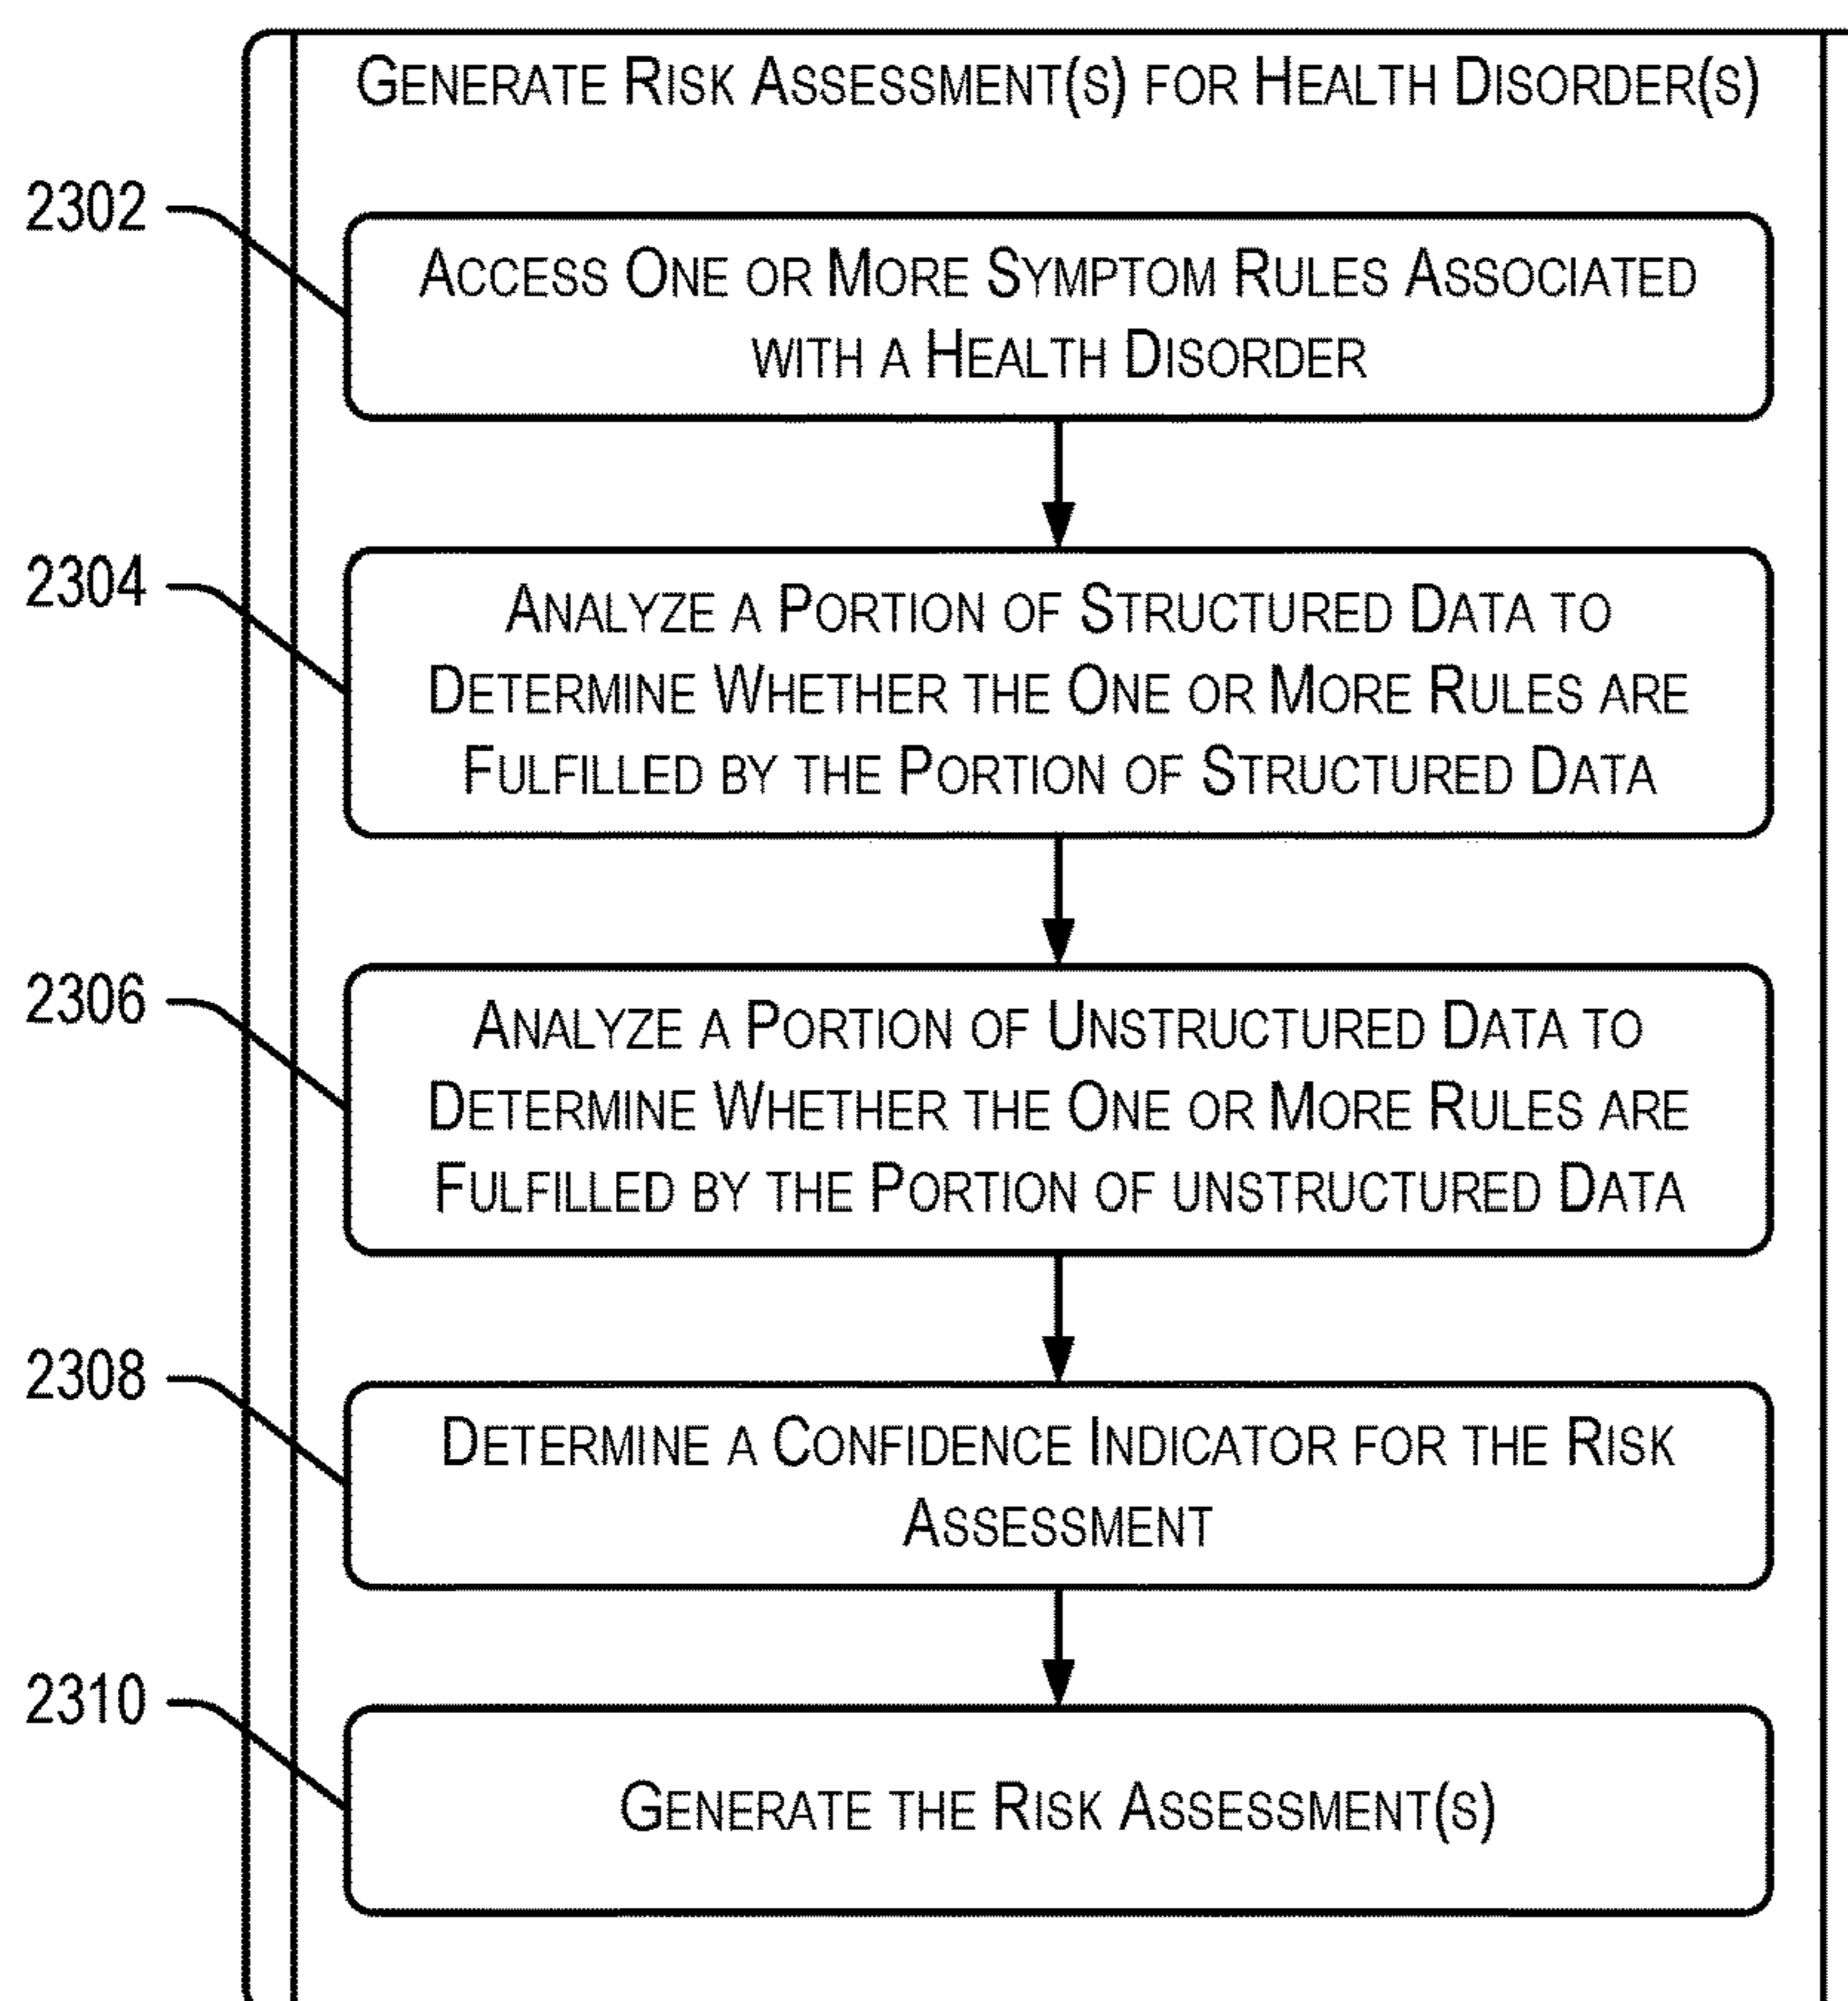 GENERATE RISK ASSESSMENT(S) FOR HEALTH DISORDER(S)
2302
ACCESS ONE OR MORE SYMPTOM RULES ASSOCIATED
WITH A HEALTH DISORDER
2304
ANALYZE A PORTION OF STRUCTURED DATA TO
DETERMINE WHETHER THE ONE OR MORE RULES ARE
FULFILLED BY THE PORTION OF STRUCTURED DATA
2306
ANALYZE A PORTION OF UNSTRUCTURED DATA TO
DETERMINE WHETHER THE ONE OR MORE RULES ARE
FULFILLED BY THE PORTION OF UNSTRUCTURED DATA
2308
DETERMINE A CONFIDENCE INDICATOR FOR THE RISK
ASSESSMENT
2310
GENERATE THE RISK ASSESSMENT(S)